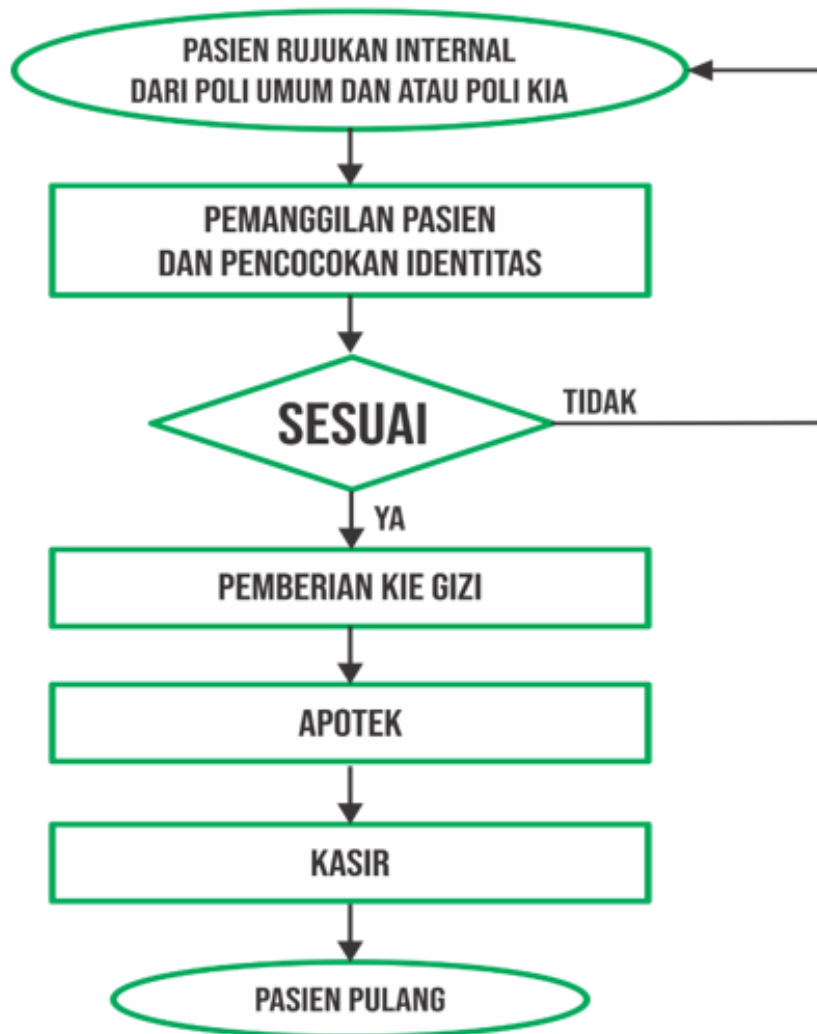 PASIEN RUJUKAN INTERNAL
DARI POLI UMUM DAN ATAU POLI KIA
PEMANGGILAN PASIEN
DAN PENCOCOKAN IDENTITAS
SESUAI
TIDAK
YA
PEMBERIAN KIE GIZI
APOTEK
KASIR
PASIEN PULANG